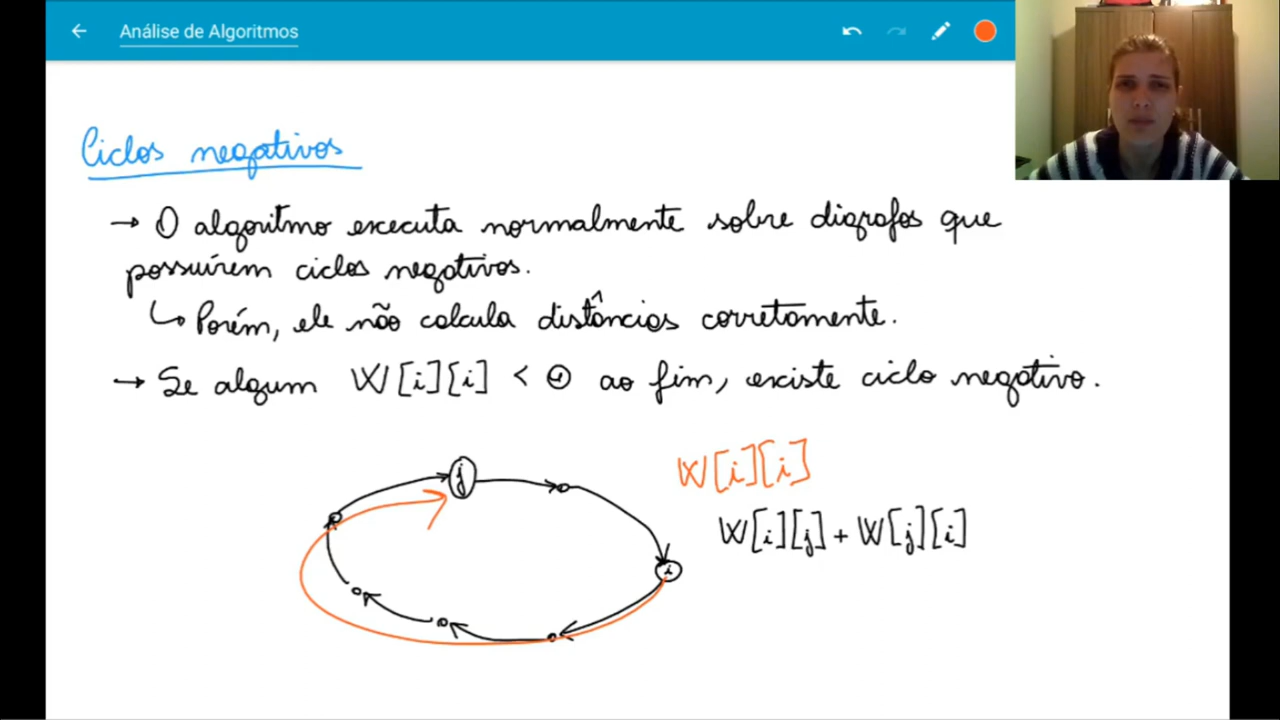 Análise de Algoritmos
Ciclos negativos
→ O algoritmo executa normalmente sobre digrafos que
possuírem ciclos negativos.
↳ Porém, ele não calcula distâncias corretamente.
→ Se algum W[i][i] < 0 ao fim, existe ciclo negativo.
j
W[i][i]
W[i][j] + W[j][i]
i